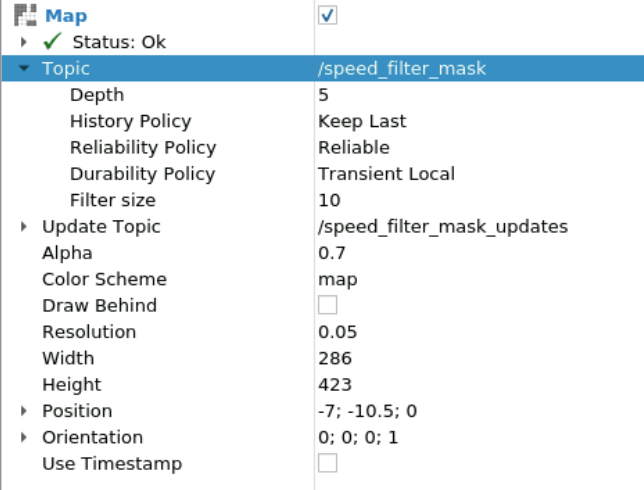 Map
Status: Ok
Topic /speed_filter_mask
Depth 5
History Policy Keep Last
Reliability Policy Reliable
Durability Policy Transient Local
Filter size 10
Update Topic /speed_filter_mask_updates
Alpha 0.7
Color Scheme map
Draw Behind
Resolution 0.05
Width 286
Height 423
Position -7; -10.5; 0
Orientation 0; 0; 0; 1
Use Timestamp